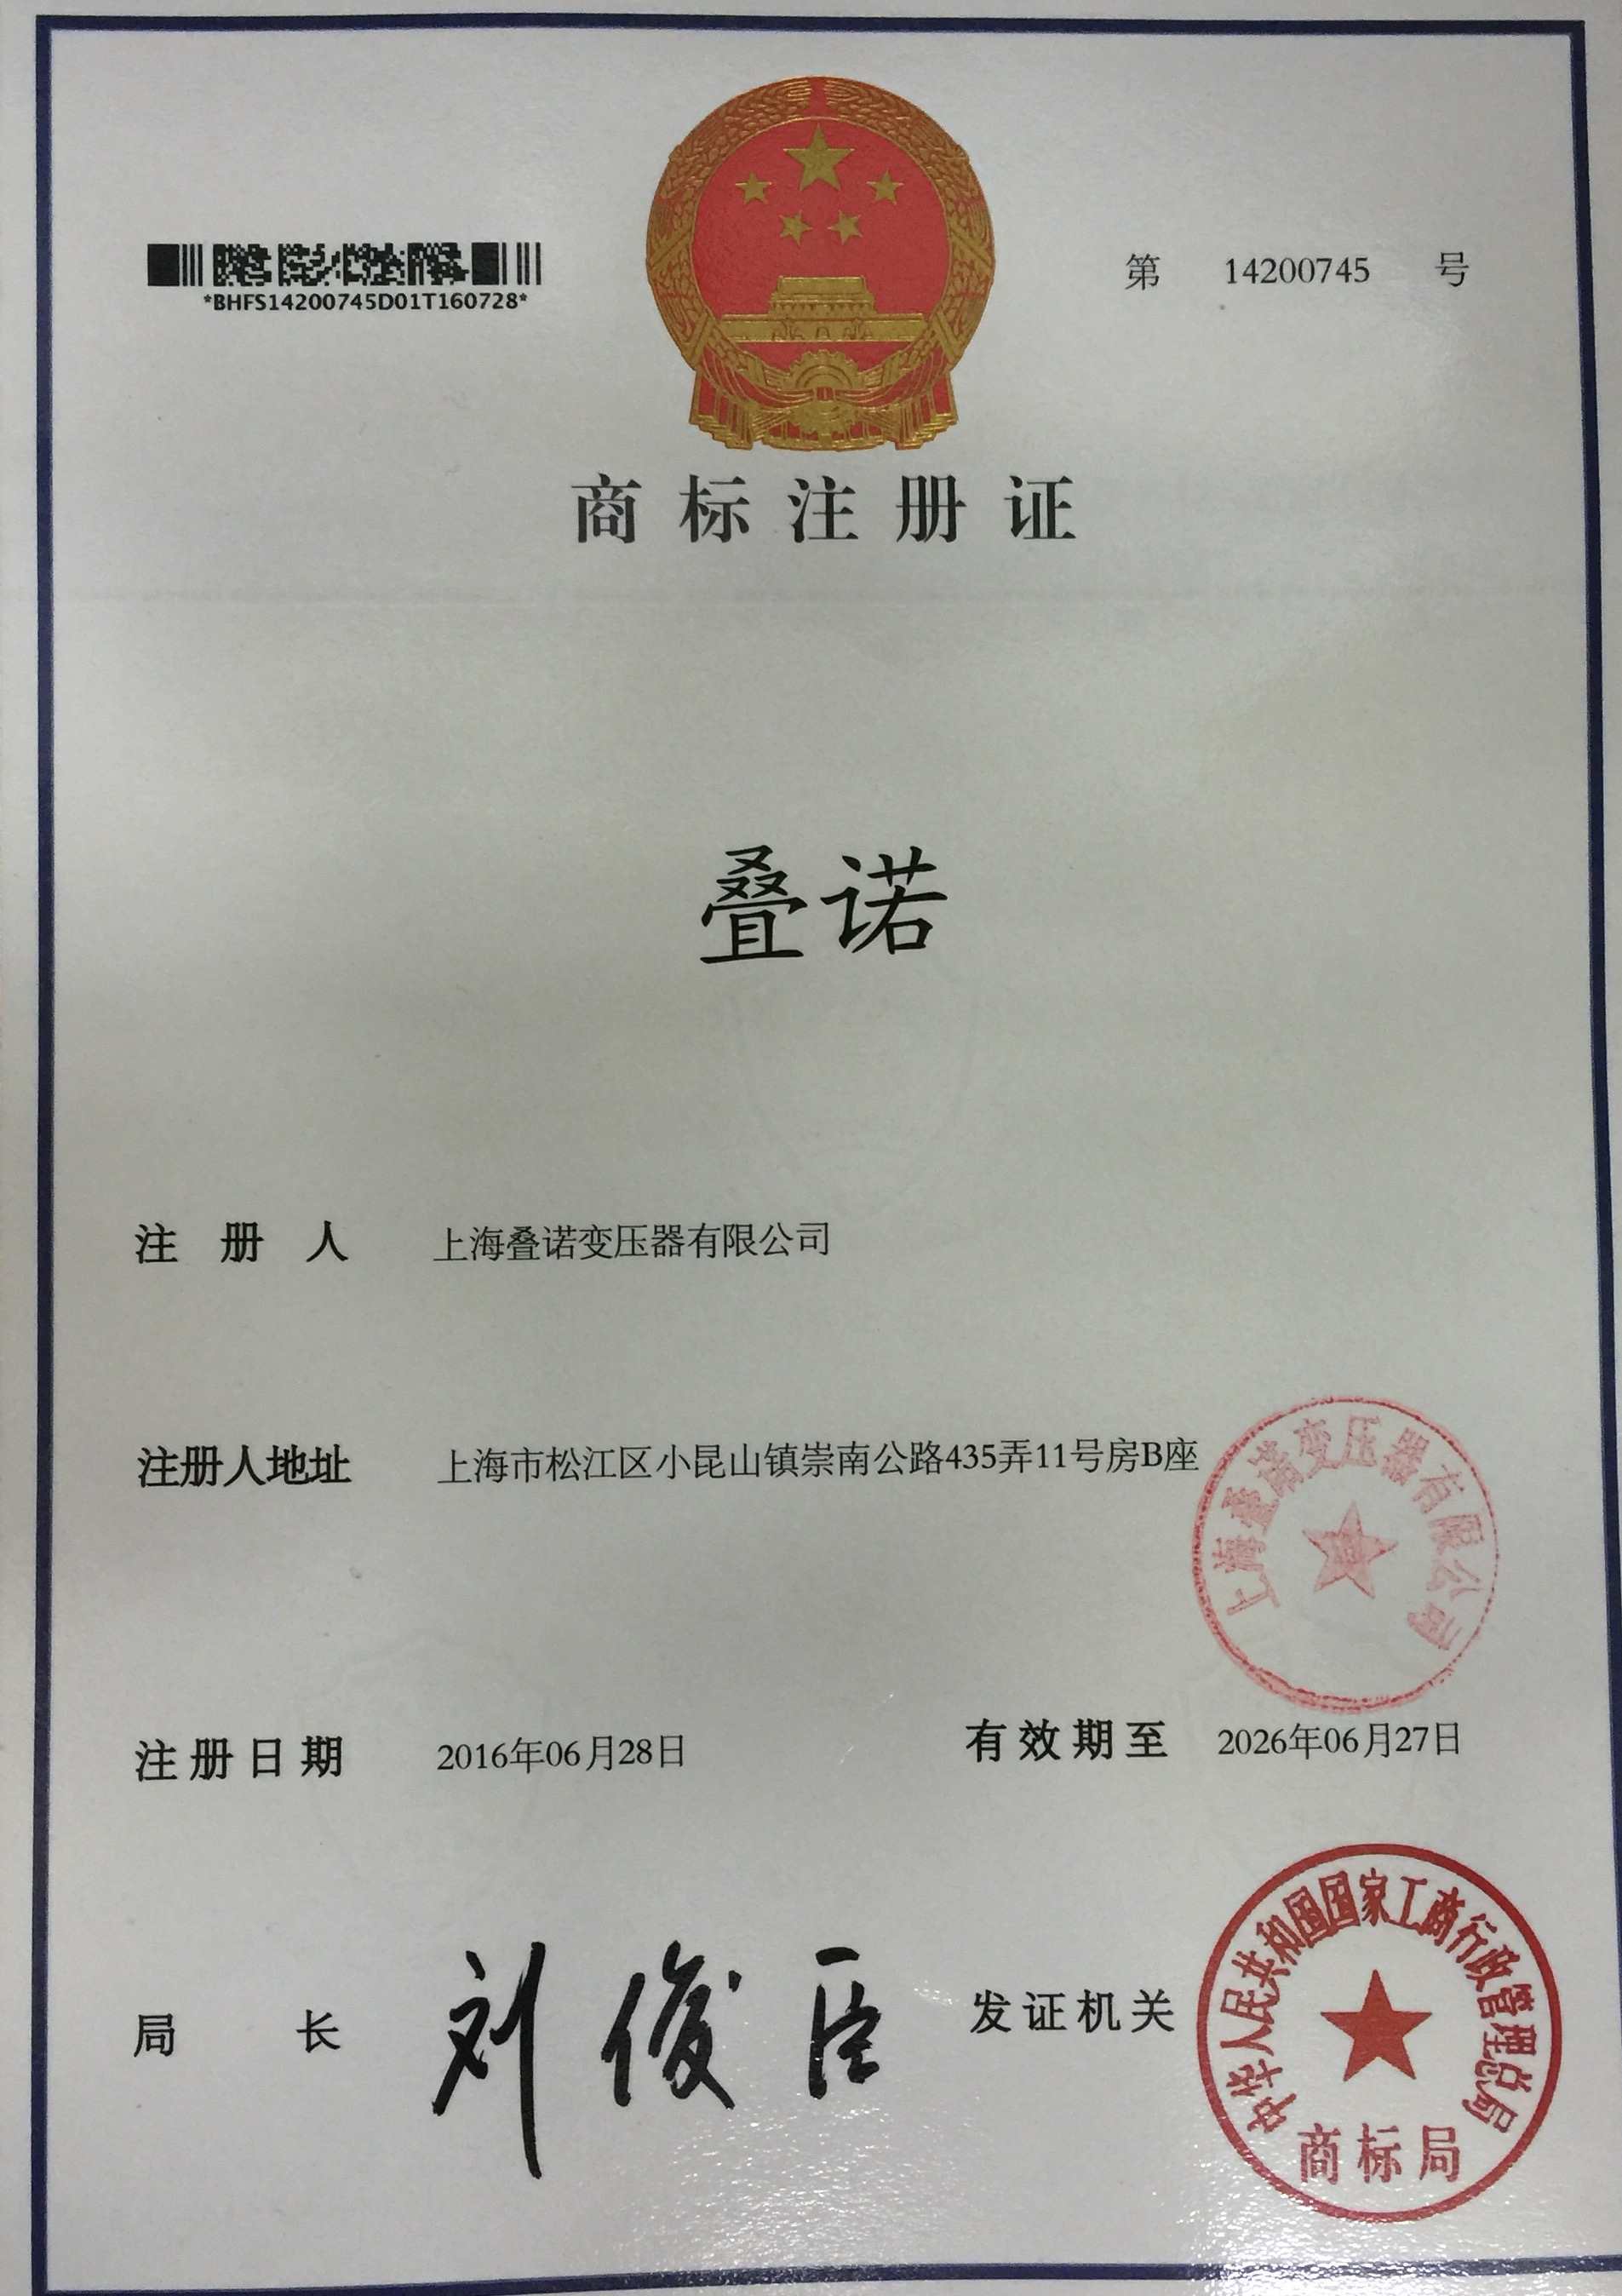 第 14200745 号
*BHFS14200745D01T160728*
商标注册证
叠诺
注册人 上海叠诺变压器有限公司
注册人地址 上海市松江区小昆山镇崇南公路435弄11号房B座
上海叠诺变压器有限公司
注册日期 2016年06月28日 有效期至 2026年06月27日
局长 刘俊臣 发证机关
中华人民共和国国家工商行政管理总局
商标局